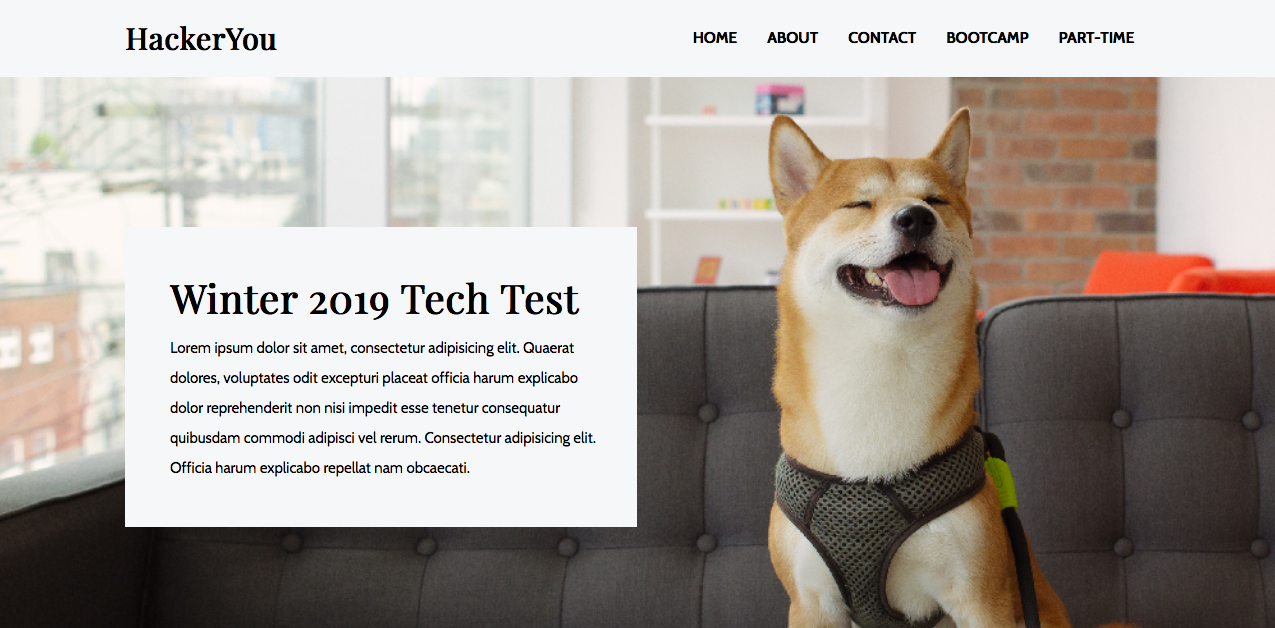 HackerYou
HOME ABOUT CONTACT BOOTCAMP PART-TIME
Winter 2019 Tech Test
Lorem ipsum dolor sit amet, consectetur adipisicing elit. Quaerat
dolores, voluptates odit excepturi placeat officia harum explicabo
dolor reprehenderit non nisi impedit esse tenetur consequatur
quibusdam commodi adipisci vel rerum. Consectetur adipisicing elit.
Officia harum explicabo repellat nam obcaecati.